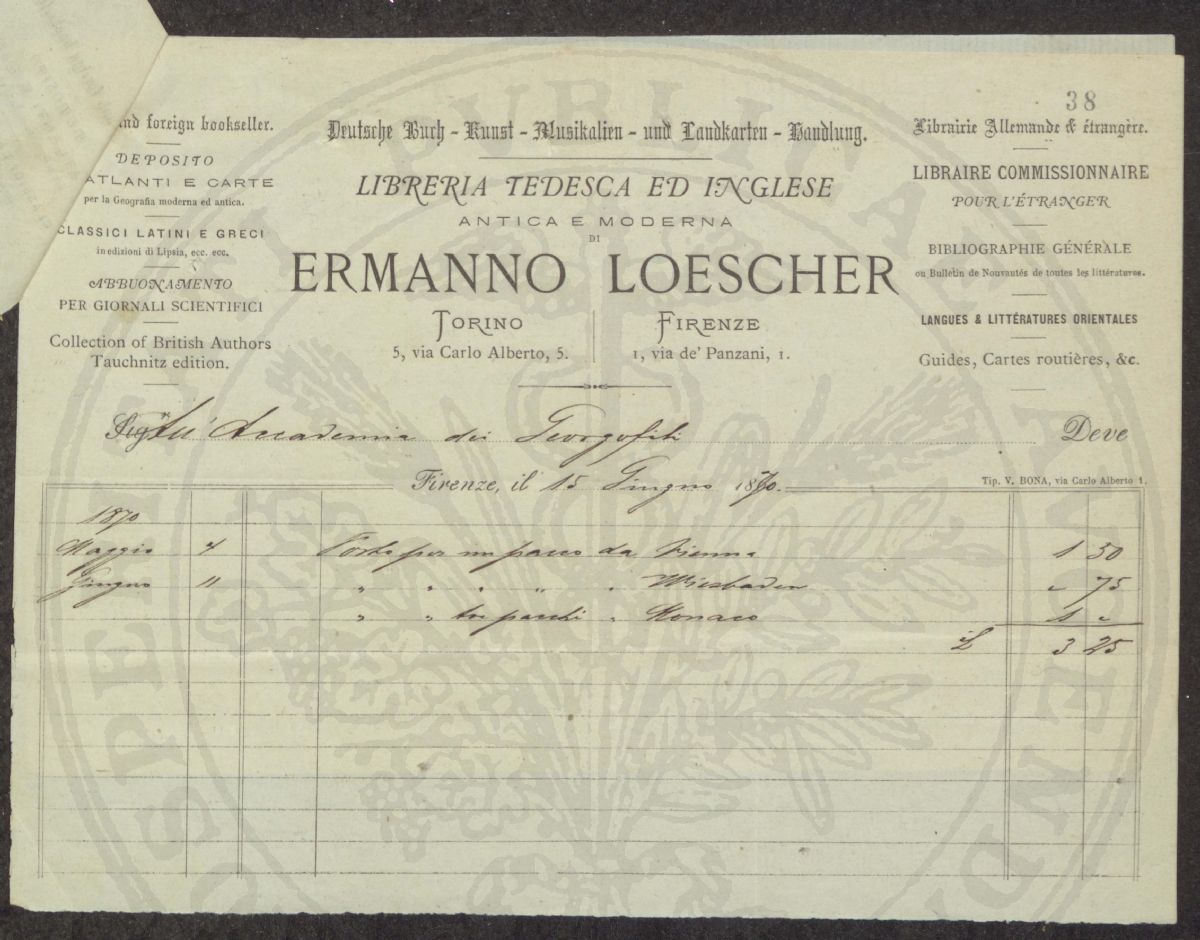 38
nd foreign bookseller.
DEPOSITO
ATLANTI E CARTE
per la Geografia moderna ed antica.
CLASSICI LATINI E GRECI
in edizioni di Lipsia, ecc. ecc.
ABBUONAMENTO
PER GIORNALI SCIENTIFICI
Collection of British Authors
Tauchnitz edition.
Deutsche Buch - Kunst - Musikalien - und Landkarten - Handlung.
LIBRERIA TEDESCA ED INGLESE
ANTICA E MODERNA
DI
ERMANNO LOESCHER
TORINO
5, via Carlo Alberto, 5.
FIRENZE
1, via de' Panzani, 1.
Librairie Allemande & étrangère.
LIBRAIRE COMMISSIONNAIRE
POUR L'ÉTRANGER
BIBLIOGRAPHIE GÉNÉRALE
ou Bulletin de Nouvautés de toutes les littératures.
LANGUES & LITTÉRATURES ORIENTALES
Guides, Cartes routières, &c.
All' Accademia dei Georgofili Deve
Firenze, il 15 Giugno 1870.
Tip. V. BONA, via Carlo Alberto 1.
1870
Maggio 4 Porto per un pacco da Vienna 1 50
Giugno 11 " " " " " Wiesbaden " 75
" " tre pacchi " Monaco 1 "
£ 3 25
PUBLICAE